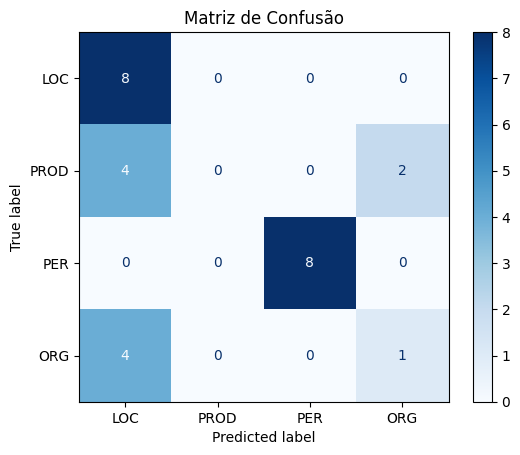 Matriz de Confusão
8
LOC 8 0 0 0
7
6
PROD 4 0 0 2
5
4
True label
3
PER 0 0 8 0
2
ORG 4 0 0 1
1
0
LOC PROD PER ORG
Predicted label